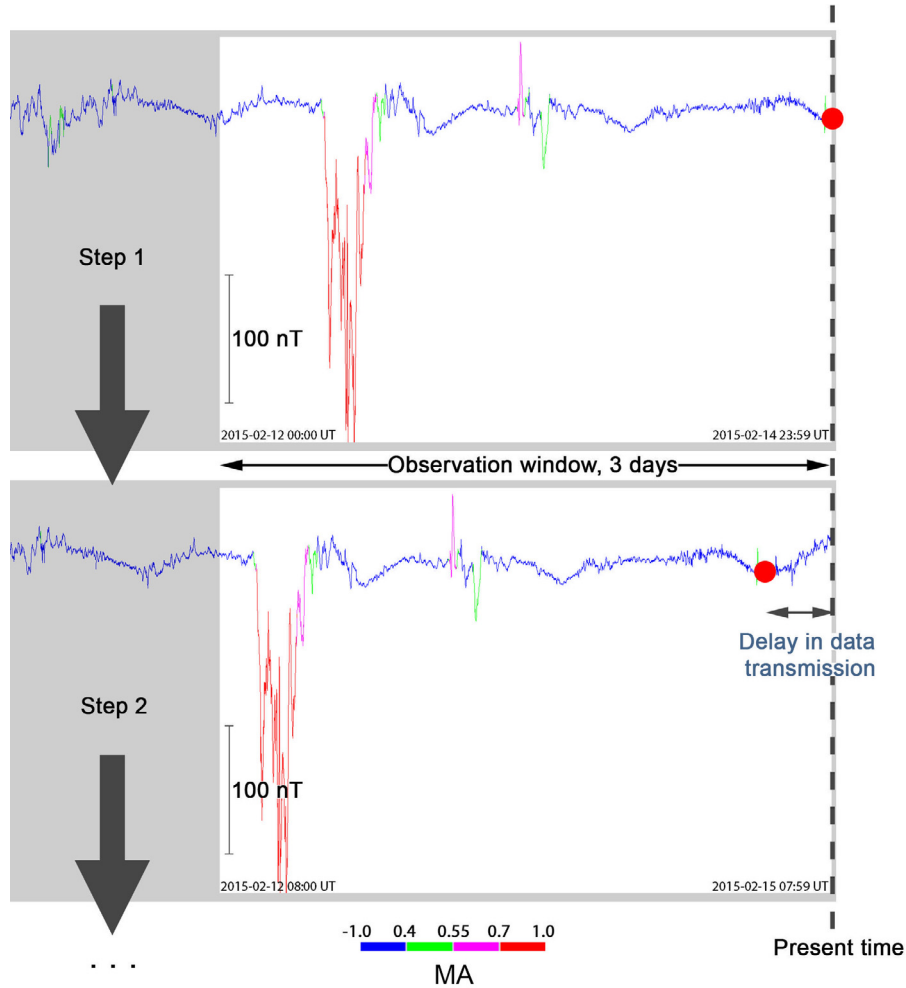 Step 1
100 nT
2015-02-12 00:00 UT
2015-02-14 23:59 UT
Observation window, 3 days
Delay in data
transmission
Step 2
100 nT
2015-02-12 08:00 UT
2015-02-15 07:59 UT
-1.0 0.4 0.55 0.7 1.0
MA
Present time
. . .